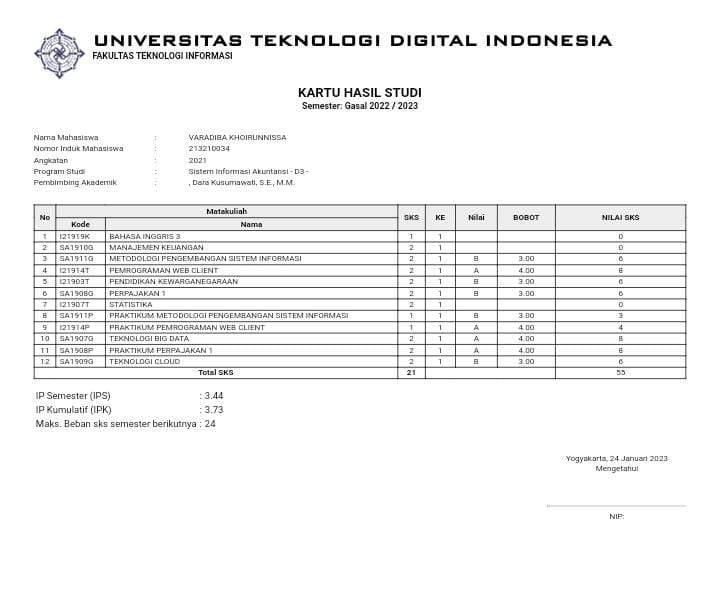 UNIVERSITAS TEKNOLOGI DIGITAL INDONESIA
FAKULTAS TEKNOLOGI INFORMASI
KARTU HASIL STUDI
Semester: Gasal 2022 / 2023
Nama Mahasiswa : VARADIBA KHOIRUNNISSA
Nomor Induk Mahasiswa : 213210034
Angkatan : 2021
Program Studi : Sistem Informasi Akuntansi - D3 -
Pembimbing Akademik : , Dara Kusumawati, S.E., M.M.
No Matakuliah SKS KE Nilai BOBOT NILAI SKS
Kode Nama
1 I21919K BAHASA INGGRIS 3 1 1 0
2 SA1910G MANAJEMEN KEUANGAN 2 1 0
3 SA1911G METODOLOGI PENGEMBANGAN SISTEM INFORMASI 2 1 B 3.00 6
4 I21914T PEMROGRAMAN WEB CLIENT 2 1 A 4.00 8
5 I21903T PENDIDIKAN KEWARGANEGARAAN 2 1 B 3.00 6
6 SA1908G PERPAJAKAN 1 2 1 B 3.00 6
7 I21907T STATISTIKA 2 1 0
8 SA1911P PRAKTIKUM METODOLOGI PENGEMBANGAN SISTEM INFORMASI 1 1 B 3.00 3
9 I21914P PRAKTIKUM PEMROGRAMAN WEB CLIENT 1 1 A 4.00 4
10 SA1907G TEKNOLOGI BIG DATA 2 1 A 4.00 8
11 SA1908P PRAKTIKUM PERPAJAKAN 1 2 1 A 4.00 8
12 SA1909G TEKNOLOGI CLOUD 2 1 B 3.00 6
Total SKS 21 55
IP Semester (IPS) : 3.44
IP Kumulatif (IPK) : 3.73
Maks. Beban sks semester berikutnya : 24
Yogyakarta, 24 Januari 2023
Mengetahui
NIP: